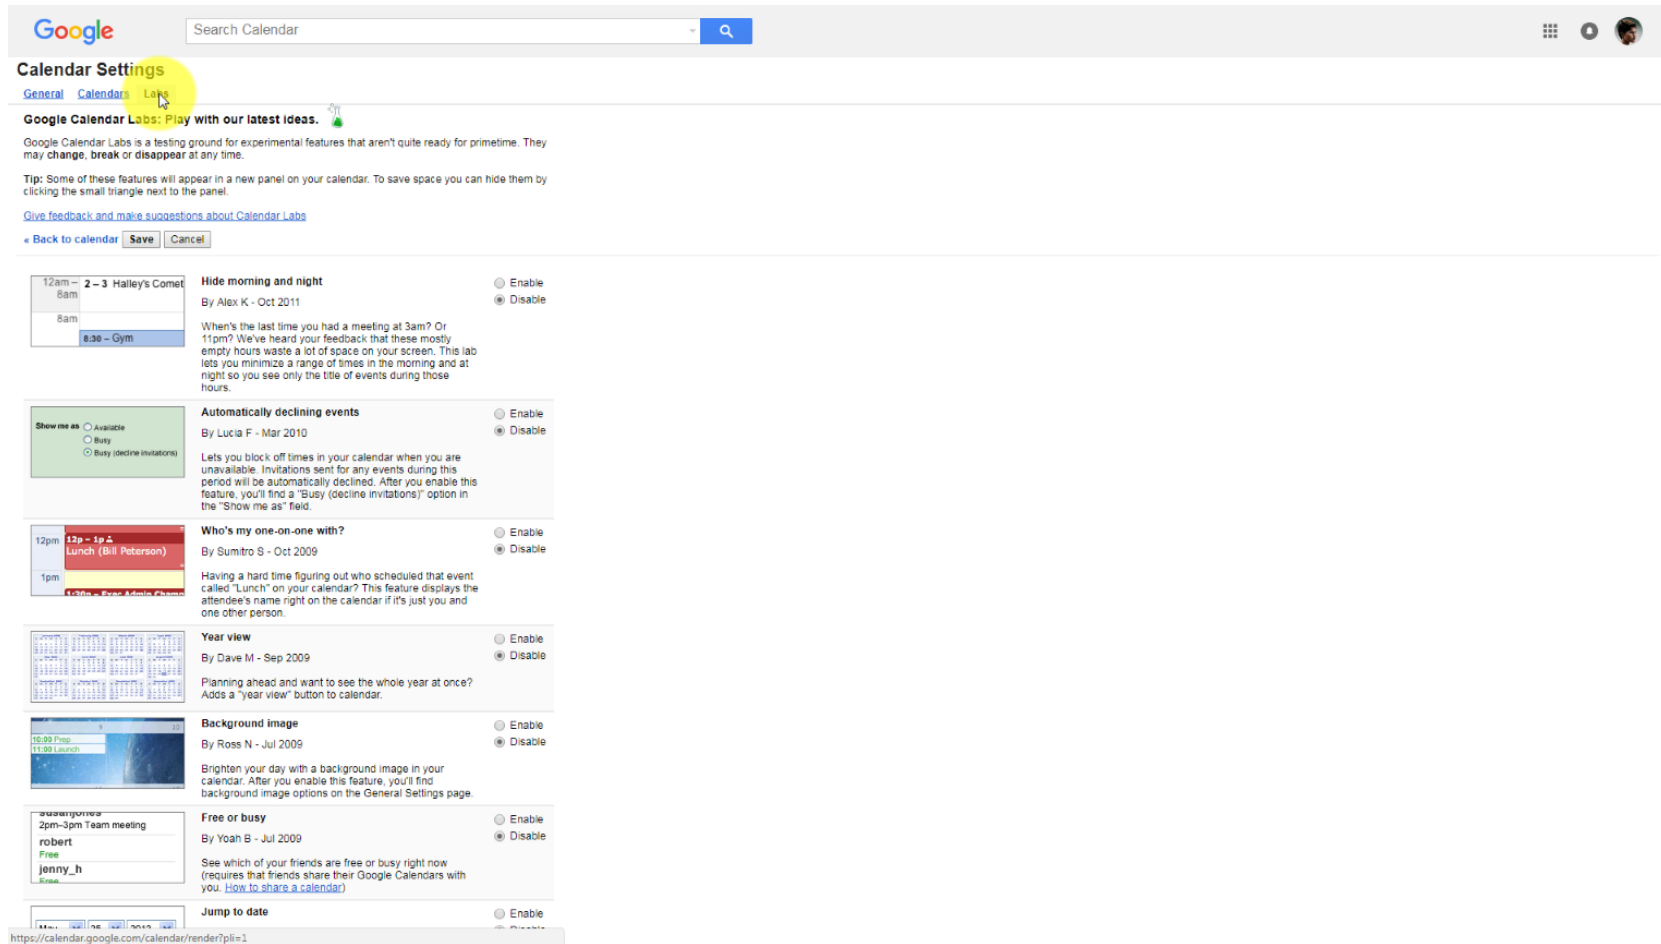 Google
Search Calendar
Calendar Settings
General Calendars Labs
Google Calendar Labs: Play with our latest ideas.
Google Calendar Labs is a testing ground for experimental features that aren't quite ready for primetime. They
may change, break or disappear at any time.
Tip: Some of these features will appear in a new panel on your calendar. To save space you can hide them by
clicking the small triangle next to the panel.
Give feedback and make suggestions about Calendar Labs
« Back to calendar Save Cancel
12am –
8am
2 – 3 Halley's Comet
8am
8:30 – Gym
Hide morning and night
By Alex K - Oct 2011
When's the last time you had a meeting at 3am? Or
11pm? We've heard your feedback that these mostly
empty hours waste a lot of space on your screen. This lab
lets you minimize a range of times in the morning and at
night so you see only the title of events during those
hours.
Enable
Disable
Show me as
Available
Busy
Busy (decline invitations)
Automatically declining events
By Lucia F - Mar 2010
Lets you block off times in your calendar when you are
unavailable. Invitations sent for any events during this
period will be automatically declined. After you enable this
feature, you'll find a "Busy (decline invitations)" option in
the "Show me as" field.
Enable
Disable
12pm
12p – 1p
Lunch (Bill Peterson)
1pm
1:30p – Exec Admin Champ
Who's my one-on-one with?
By Sumitro S - Oct 2009
Having a hard time figuring out who scheduled that event
called "Lunch" on your calendar? This feature displays the
attendee's name right on the calendar if it's just you and
one other person.
Enable
Disable
Year view
By Dave M - Sep 2009
Planning ahead and want to see the whole year at once?
Adds a "year view" button to calendar.
Enable
Disable
9 10
10:00 Prep
11:00 Launch
Background image
By Ross N - Jul 2009
Brighten your day with a background image in your
calendar. After you enable this feature, you'll find
background image options on the General Settings page.
Enable
Disable
susanjones
2pm–3pm Team meeting
robert
Free
jenny_h
Free
Free or busy
By Yoah B - Jul 2009
See which of your friends are free or busy right now
(requires that friends share their Google Calendars with
you. How to share a calendar)
Enable
Disable
May 25 2012
Jump to date
Enable
Disable
https://calendar.google.com/calendar/render?pli=1